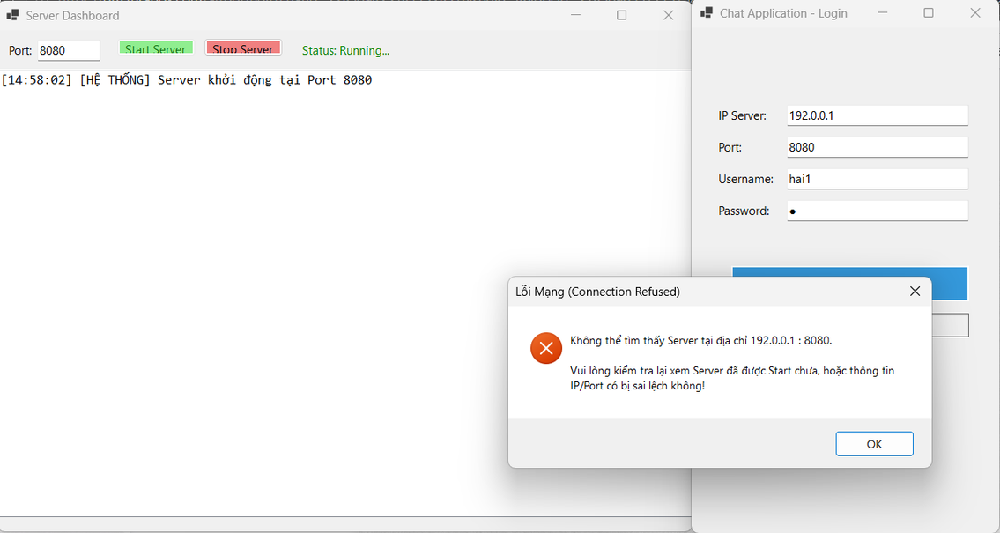 Server Dashboard
Port: 8080 Start Server Stop Server Status: Running...
[14:58:02] [HỆ THỐNG] Server khởi động tại Port 8080
Chat Application - Login
IP Server: 192.0.0.1
Port: 8080
Username: hai1
Password: ●
Lỗi Mạng (Connection Refused)
Không thể tìm thấy Server tại địa chỉ 192.0.0.1 : 8080.
Vui lòng kiểm tra lại xem Server đã được Start chưa, hoặc thông tin
IP/Port có bị sai lệch không!
OK